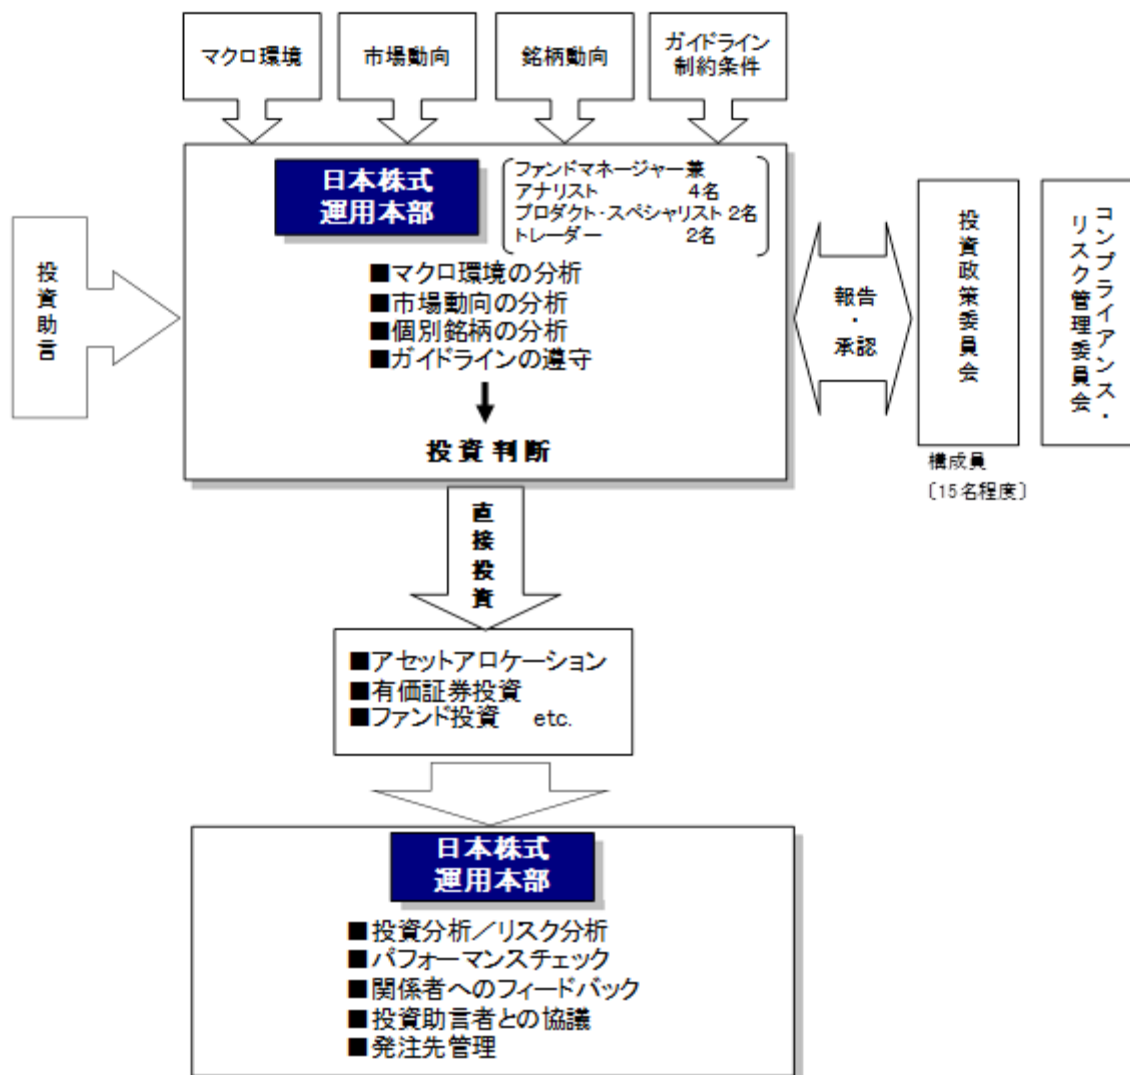 マクロ環境
市場動向
銘柄動向
ガイドライン
制約条件
日本株式
運用本部
ファンドマネージャー兼
アナリスト 4名
プロダクト・スペシャリスト 2名
トレーダー 2名
■マクロ環境の分析
■市場動向の分析
■個別銘柄の分析
■ガイドラインの遵守
投資判断
投資助言
報告
・
承認
投資政策委員会
構成員
〔15名程度〕
コンプライアンス・
リスク管理委員会
直接投資
■アセットアロケーション
■有価証券投資
■ファンド投資 etc.
日本株式
運用本部
■投資分析／リスク分析
■パフォーマンスチェック
■関係者へのフィードバック
■投資助言者との協議
■発注先管理